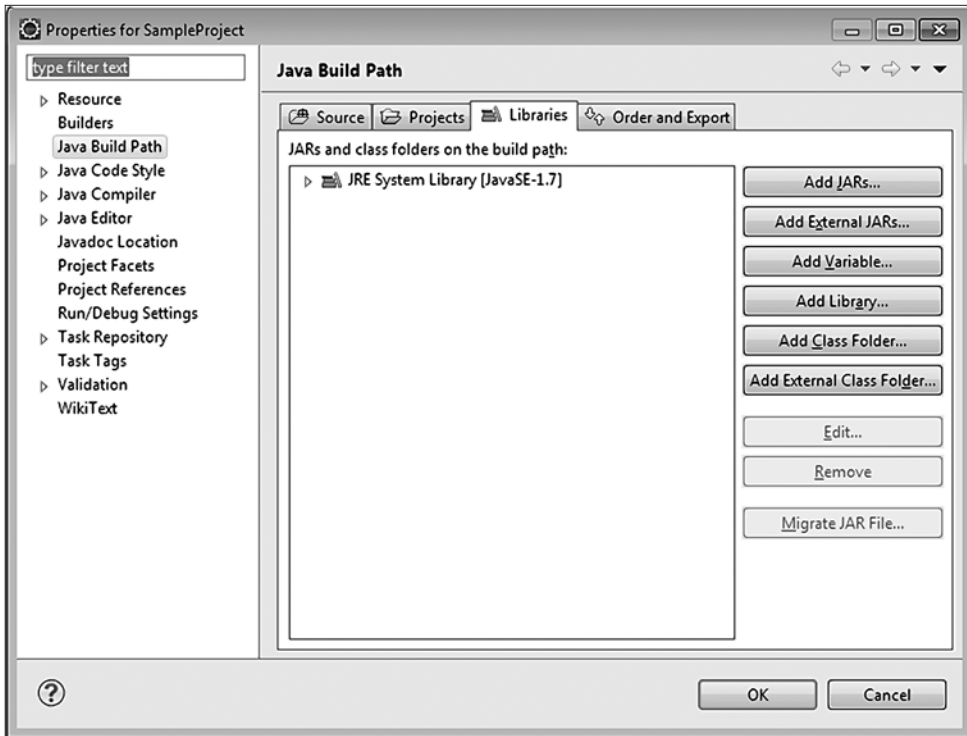 Properties for SampleProject
type filter text
Resource
Builders
Java Build Path
Java Code Style
Java Compiler
Java Editor
Javadoc Location
Project Facets
Project References
Run/Debug Settings
Task Repository
Task Tags
Validation
WikiText
Java Build Path
Source Projects Libraries Order and Export
JARs and class folders on the build path:
JRE System Library [JavaSE-1.7]
Add JARs...
Add External JARs...
Add Variable...
Add Library...
Add Class Folder...
Add External Class Folder...
Edit...
Remove
Migrate JAR File...
?
OK Cancel